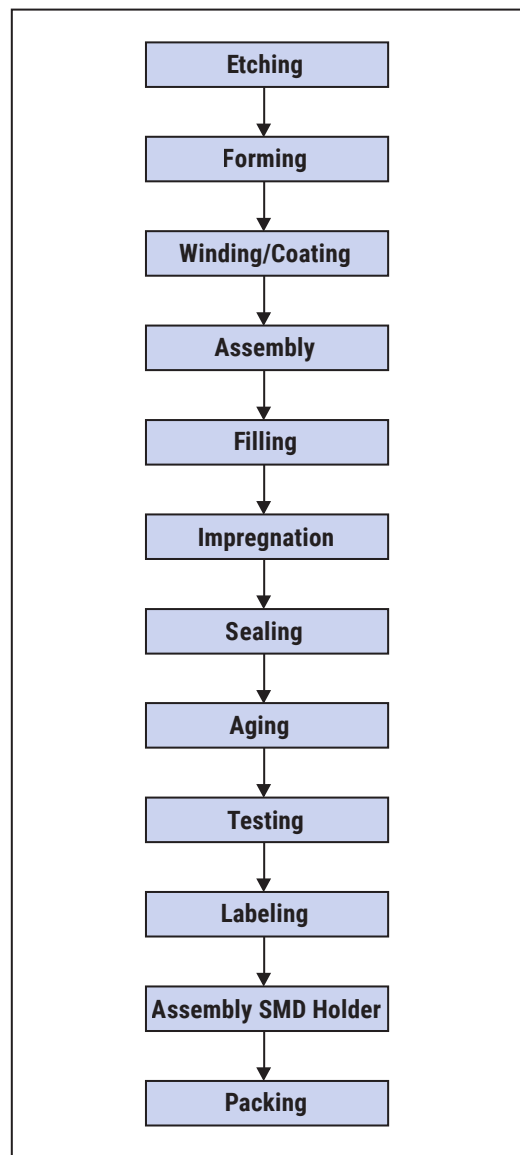 Etching
Forming
Winding/Coating
Assembly
Filling
Impregnation
Sealing
Aging
Testing
Labeling
Assembly SMD Holder
Packing